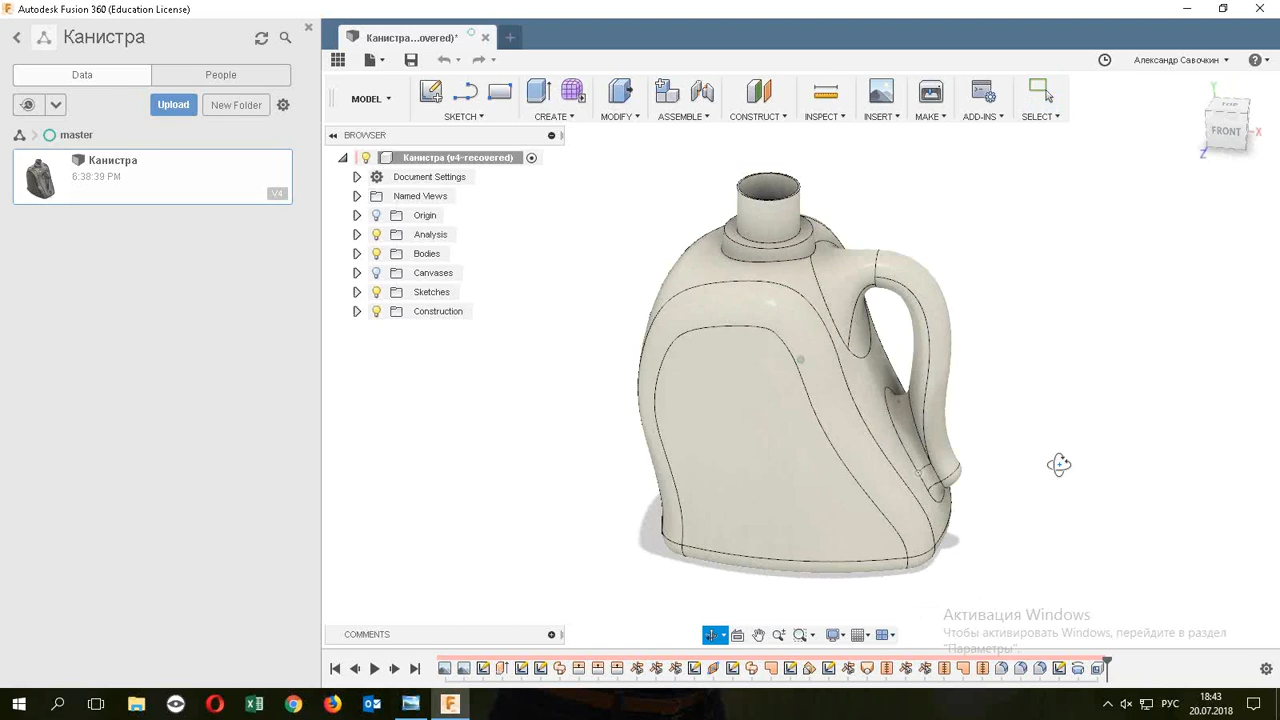 Autodesk Fusion 360 (Education License)
Канистра
Data
People
Upload
New Folder
master
Канистра
6:38:39 PM
V4
Канистра...overed)*
Александр Савочкин
MODEL
SKETCH
CREATE
MODIFY
ASSEMBLE
CONSTRUCT
INSPECT
INSERT
MAKE
ADD-INS
SELECT
BROWSER
Канистра (v4-recovered)
Document Settings
Named Views
Origin
Analysis
Bodies
Canvases
Sketches
Construction
Y
TOP
FRONT
X
Z
Активация Windows
Чтобы активировать Windows, перейдите в раздел
"Параметры".
COMMENTS
РУС
18:43
20.07.2018